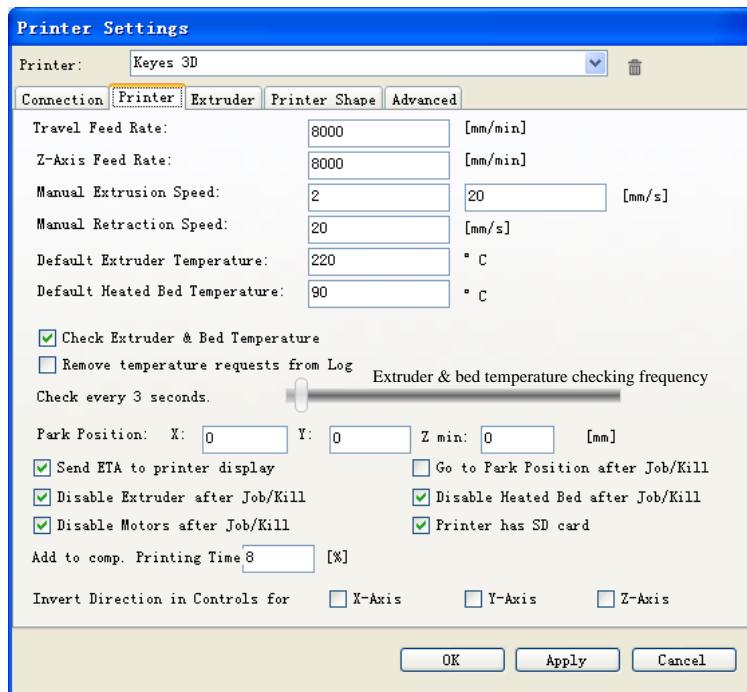 Printer Settings
Printer: Keyes 3D
Connection Printer Extruder Printer Shape Advanced
Travel Feed Rate: 8000 [mm/min]
Z-Axis Feed Rate: 8000 [mm/min]
Manual Extrusion Speed: 2 20 [mm/s]
Manual Retraction Speed: 20 [mm/s]
Default Extruder Temperature: 220 ° C
Default Heated Bed Temperature: 90 ° C
Check Extruder & Bed Temperature
Remove temperature requests from Log
Extruder & bed temperature checking frequency
Check every 3 seconds.
Park Position: X: 0 Y: 0 Z min: 0 [mm]
Send ETA to printer display Go to Park Position after Job/Kill
Disable Extruder after Job/Kill Disable Heated Bed after Job/Kill
Disable Motors after Job/Kill Printer has SD card
Add to comp. Printing Time 8 [%]
Invert Direction in Controls for X-Axis Y-Axis Z-Axis
OK Apply Cancel